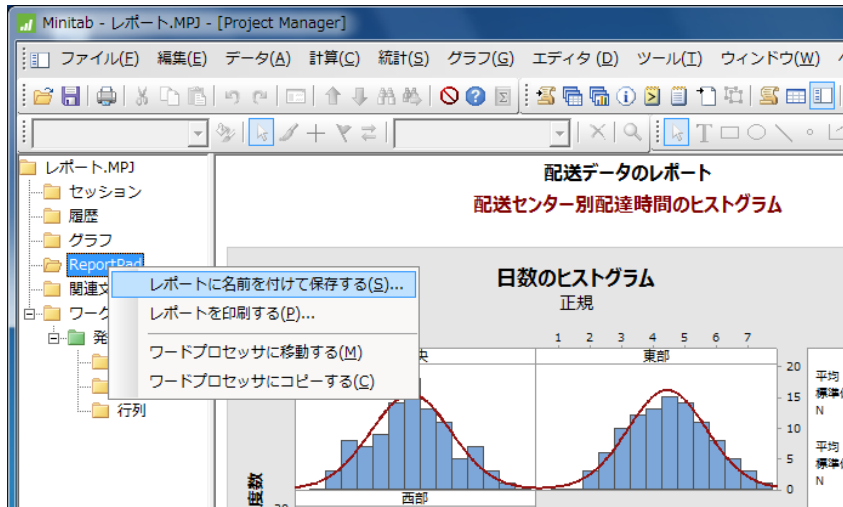 Minitab - レポート.MPJ - [Project Manager]
ファイル(F) 編集(E) データ(A) 計算(C) 統計(S) グラフ(G) エディタ (D) ツール(T) ウィンドウ(W)
レポート.MPJ
セッション
履歴
グラフ
ReportPad
関連文
ワーク
発
行列
レポートに名前を付けて保存する(S)...
レポートを印刷する(P)...
ワードプロセッサに移動する(M)
ワードプロセッサにコピーする(C)
配送データのレポート
配送センター別配達時間のヒストグラム
日数のヒストグラム
正規
1 2 3 4 5 6 7
央 東部
20
15
10
5
0
平均
標準
N
平均
標準
N
西部
度数
20